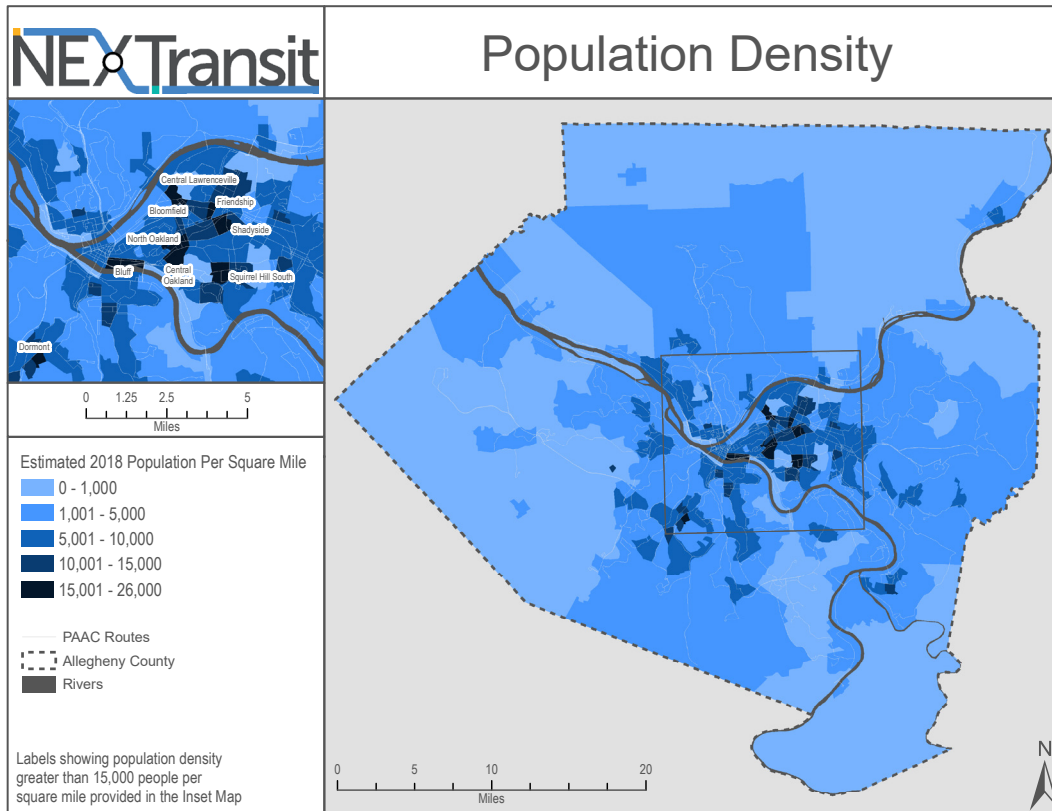 NEXTransit
Population Density
Central Lawrenceville
Friendship
Bloomfield
Shadyside
North Oakland
Bluff
Central
Oakland
Squirrel Hill South
Dormont
0 1.25 2.5 5
Miles
Estimated 2018 Population Per Square Mile
0 - 1,000
1,001 - 5,000
5,001 - 10,000
10,001 - 15,000
15,001 - 26,000
PAAC Routes
Allegheny County
Rivers
Labels showing population density
greater than 15,000 people per
square mile provided in the Inset Map
0 5 10 20
Miles
N